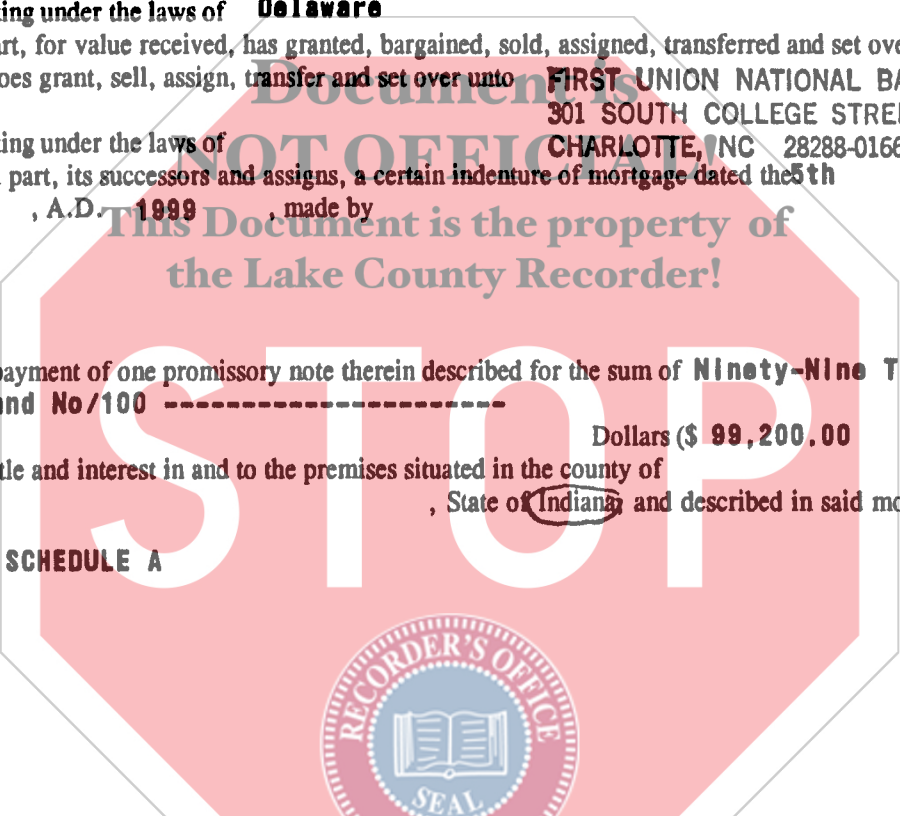 ing under the laws of Delaware
rt, for value received, has granted, bargained, sold, assigned, transferred and set ove
oes grant, sell, assign, transfer and set over unto FIRST UNION NATIONAL BA
301 SOUTH COLLEGE STREE
ing under the laws of CHARLOTTE, NC 28288-0166
part, its successors and assigns, a certain indenture of mortgage dated the 5th
, A.D. 1999 , made by
Document is
NOT OFFICIAL!
This Document is the property of
the Lake County Recorder!
payment of one promissory note therein described for the sum of Ninety-Nine T
and No/100 -----------------------
Dollars ($ 99,200.00
tle and interest in and to the premises situated in the county of
, State of Indiana, and described in said mo
SCHEDULE A
STOP
RECORDER'S OFFICE
SEAL